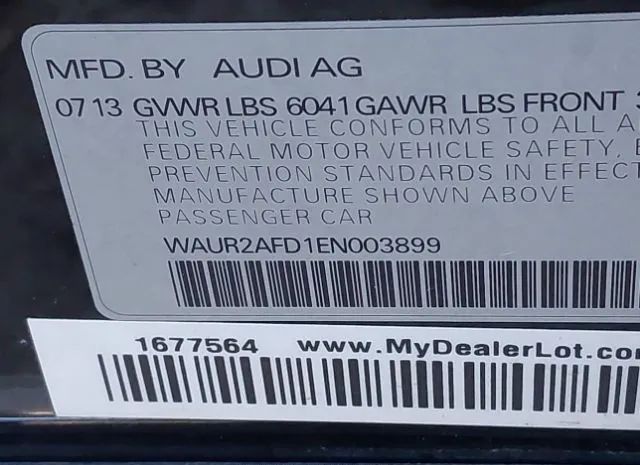 MFD. BY AUDI AG
07 13 GVWR LBS 6041 GAWR LBS FRONT
THIS VEHICLE CONFORMS TO ALL
FEDERAL MOTOR VEHICLE SAFETY,
PREVENTION STANDARDS IN EFFECT
MANUFACTURE SHOWN ABOVE
PASSENGER CAR
WAUR2AFD1EN003899
1677564 www.MyDealerLot.co